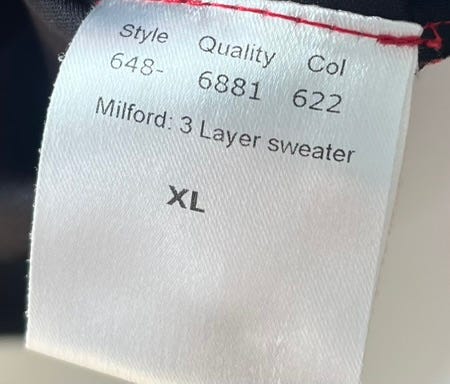 Style Quality Col
648- 6881 622
Milford: 3 Layer sweater
XL